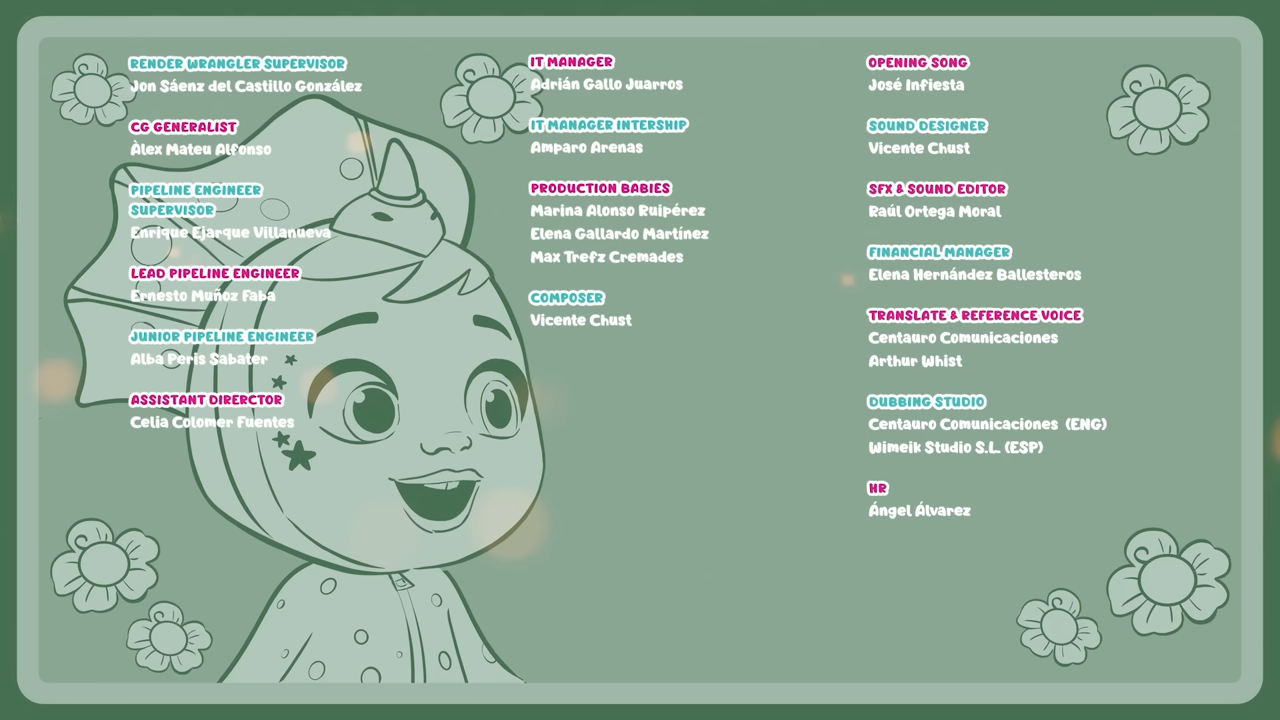 RENDER WRANGLER SUPERVISOR
Jon Sáenz del Castillo González
CG GENERALIST
Àlex Mateu Alfonso
PIPELINE ENGINEER
SUPERVISOR
Enrique Ejarque Villanueva
LEAD PIPELINE ENGINEER
Ernesto Muñoz Faba
JUNIOR PIPELINE ENGINEER
Alba Peris Sabater
ASSISTANT DIRERCTOR
Celia Colomer Fuentes
IT MANAGER
Adrián Gallo Juarros
IT MANAGER INTERSHIP
Amparo Arenas
PRODUCTION BABIES
Marina Alonso Ruipérez
Elena Gallardo Martínez
Max Trefz Cremades
COMPOSER
Vicente Chust
OPENING SONG
José Infiesta
SOUND DESIGNER
Vicente Chust
SFX & SOUND EDITOR
Raúl Ortega Moral
FINANCIAL MANAGER
Elena Hernández Ballesteros
TRANSLATE & REFERENCE VOICE
Centauro Comunicaciones
Arthur Whist
DUBBING STUDIO
Centauro Comunicaciones (ENG)
Wimeik Studio S.L. (ESP)
HR
Ángel Álvarez